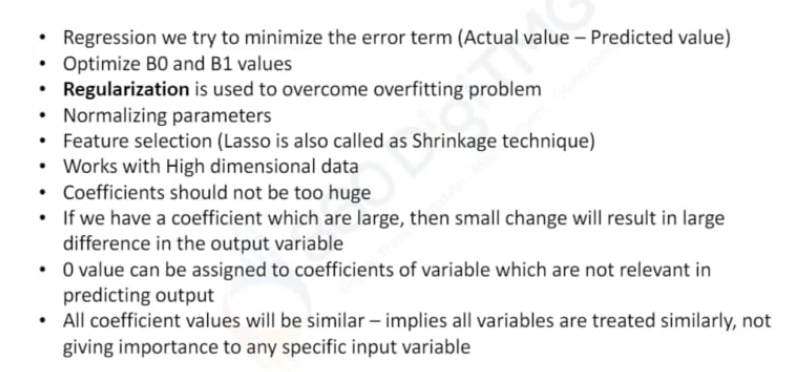 • Regression we try to minimize the error term (Actual value – Predicted value)
• Optimize B0 and B1 values
• Regularization is used to overcome overfitting problem
• Normalizing parameters
• Feature selection (Lasso is also called as Shrinkage technique)
• Works with High dimensional data
• Coefficients should not be too huge
• If we have a coefficient which are large, then small change will result in large
difference in the output variable
• 0 value can be assigned to coefficients of variable which are not relevant in
predicting output
• All coefficient values will be similar – implies all variables are treated similarly, not
giving importance to any specific input variable